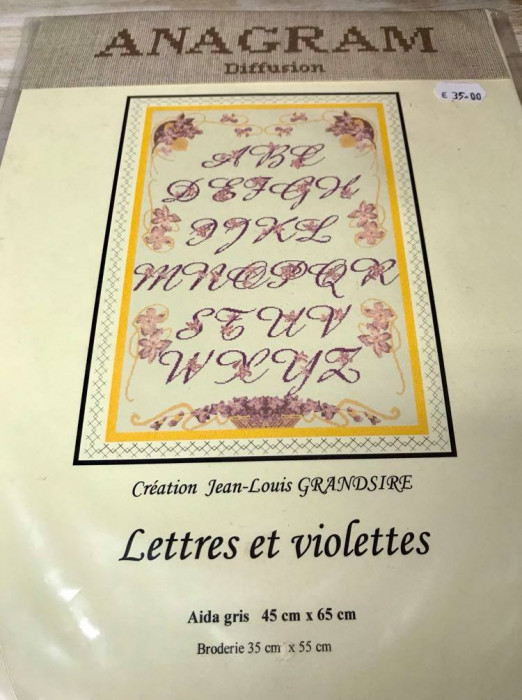 ANAGRAM
Diffusion
€ 35-00
ABC
DEFGH
IJKL
MNOPQR
STUV
WXYZ
Création Jean-Louis GRANDSIRE
Lettres et violettes
Aida gris 45 cm x 65 cm
Broderie 35 cm x 55 cm